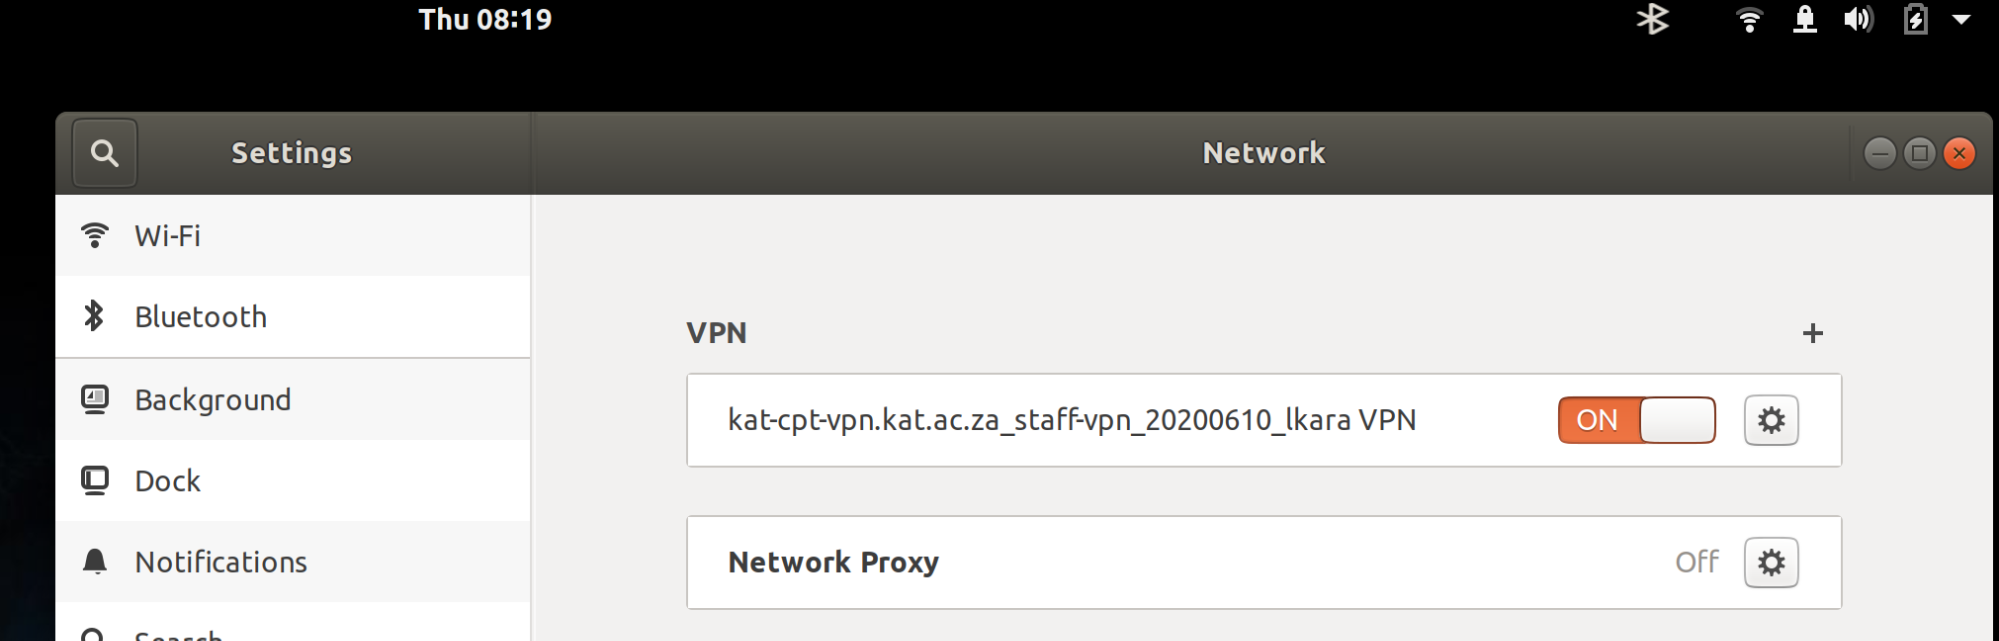 Thu 08:19
Settings
Network
Wi-Fi
Bluetooth
VPN
+
Background
kat-cpt-vpn.kat.ac.za_staff-vpn_20200610_lkara VPN ON
Dock
Notifications
Network Proxy Off
Search